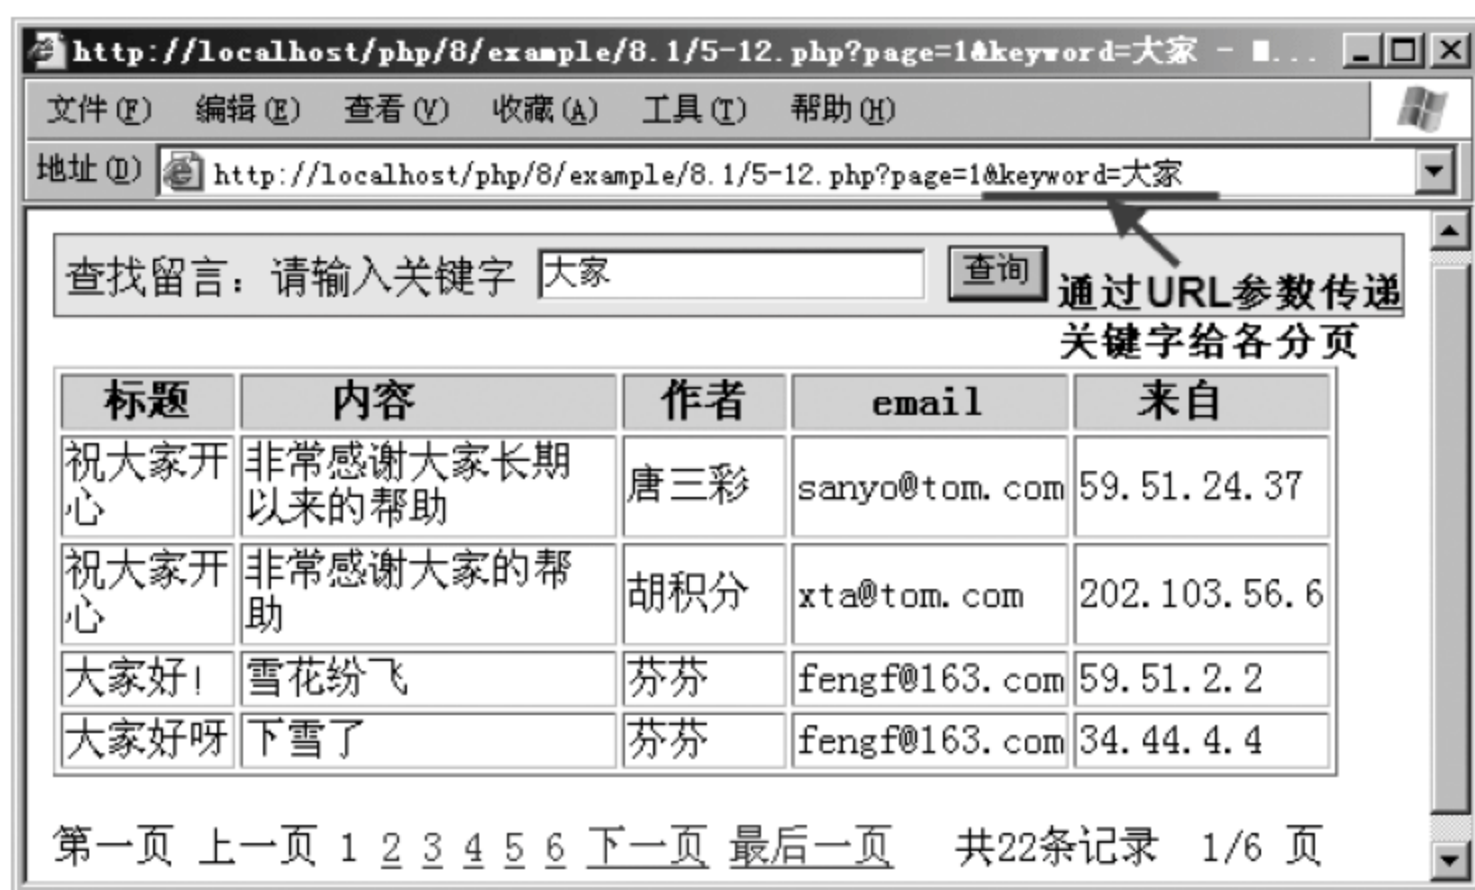 http://localhost/php/8/example/8.1/5-12.php?page=1&keyword=大家 - ■...
文件(F) 编辑(E) 查看(V) 收藏(A) 工具(T) 帮助(H)
地址(D) http://localhost/php/8/example/8.1/5-12.php?page=1&keyword=大家
查找留言：请输入关键字 大家 查询
通过URL参数传递
关键字给各分页
标题 内容 作者 email 来自
祝大家开心 非常感谢大家长期以来的帮助 唐三彩 sanyo@tom.com 59.51.24.37
祝大家开心 非常感谢大家的帮助 胡积分 xta@tom.com 202.103.56.6
大家好! 雪花纷飞 芬芬 fengf@163.com 59.51.2.2
大家好呀 下雪了 芬芬 fengf@163.com 34.44.4.4
第一页 上一页 1 2 3 4 5 6 下一页 最后一页 共22条记录 1/6 页